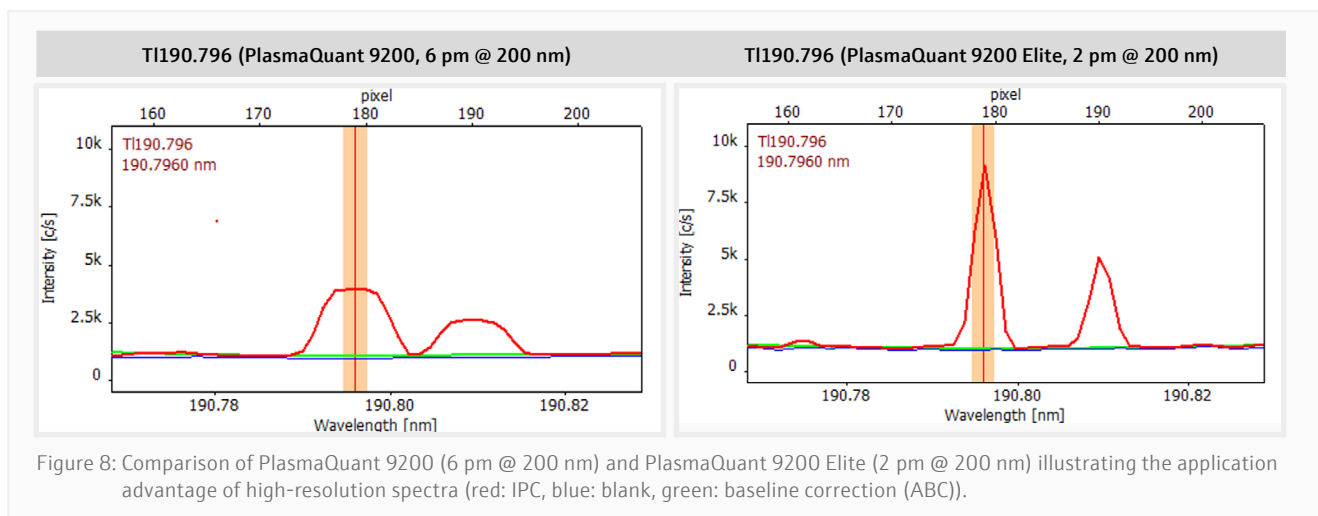 Tl190.796 (PlasmaQuant 9200, 6 pm @ 200 nm)
Tl190.796 (PlasmaQuant 9200 Elite, 2 pm @ 200 nm)
pixel
160 170 180 190 200
10k
7.5k
5k
2.5k
0
Intensity [c/s]
Tl190.796
190.7960 nm
190.78 190.80 190.82
Wavelength [nm]
pixel
160 170 180 190 200
10k
7.5k
5k
2.5k
0
Intensity [c/s]
Tl190.796
190.7960 nm
190.78 190.80 190.82
Wavelength [nm]
Figure 8: Comparison of PlasmaQuant 9200 (6 pm @ 200 nm) and PlasmaQuant 9200 Elite (2 pm @ 200 nm) illustrating the application
advantage of high-resolution spectra (red: IPC, blue: blank, green: baseline correction (ABC)).